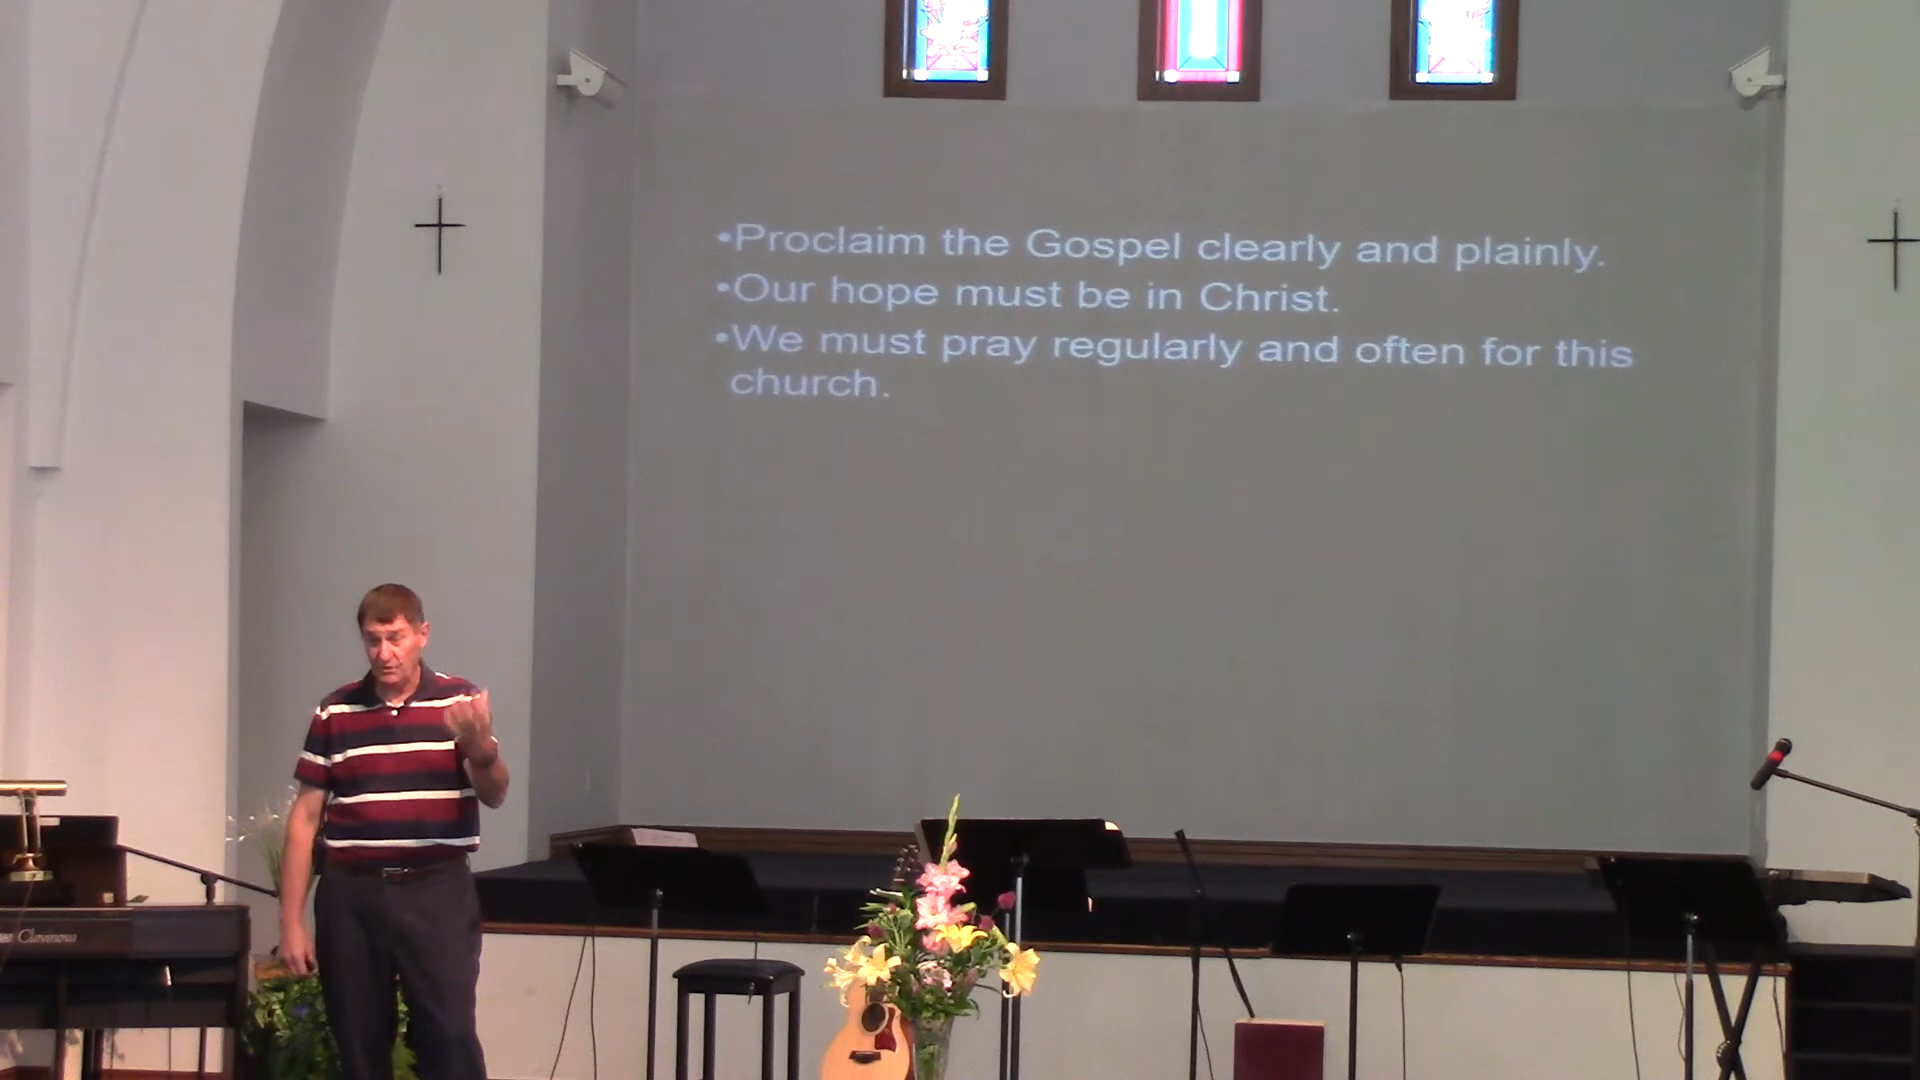 •Proclaim the Gospel clearly and plainly.
•Our hope must be in Christ.
•We must pray regularly and often for this
church.
Clavinova